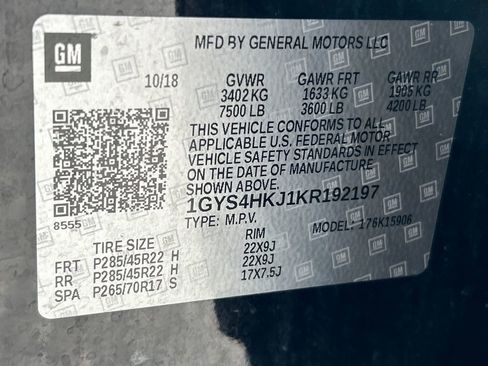 GM
MFD BY GENERAL MOTORS LLC
10/18 GVWR GAWR FRT GAWR RR
3402 KG 1633 KG 1905 KG
7500 LB 3600 LB 4200 LB
THIS VEHICLE CONFORMS TO ALL
APPLICABLE U.S. FEDERAL MOTOR
VEHICLE SAFETY STANDARDS IN EFFECT
ON THE DATE OF MANUFACTURE
SHOWN ABOVE.
8555 1GYS4HKJ1KR192197
TYPE: M.P.V. MODEL: 176K15906
TIRE SIZE RIM
FRT P285/45R22 H 22X9J
RR P285/45R22 H 22X9J
SPA P265/70R17 S 17X7.5J